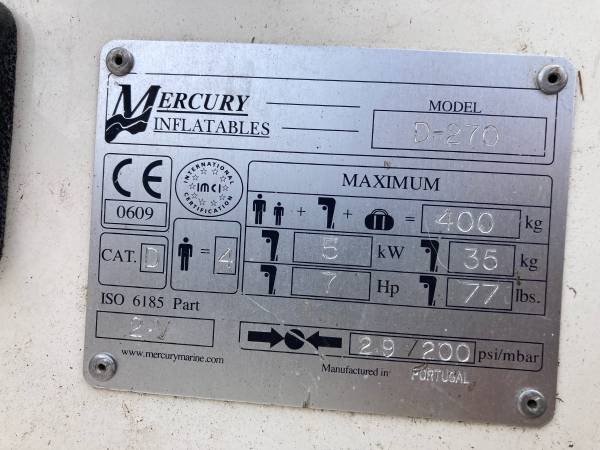 MERCURY
INFLATABLES
MODEL
D-270
CE
0609
INTERNATIONAL
IMCI
CERTIFICATION
MAXIMUM
+ + = 400 kg
CAT. D = 4
5 kW 35 kg
7 Hp 77 lbs.
ISO 6185 Part
2.9/200 psi/mbar
www.mercurymarine.com
Manufactured in PORTUGAL